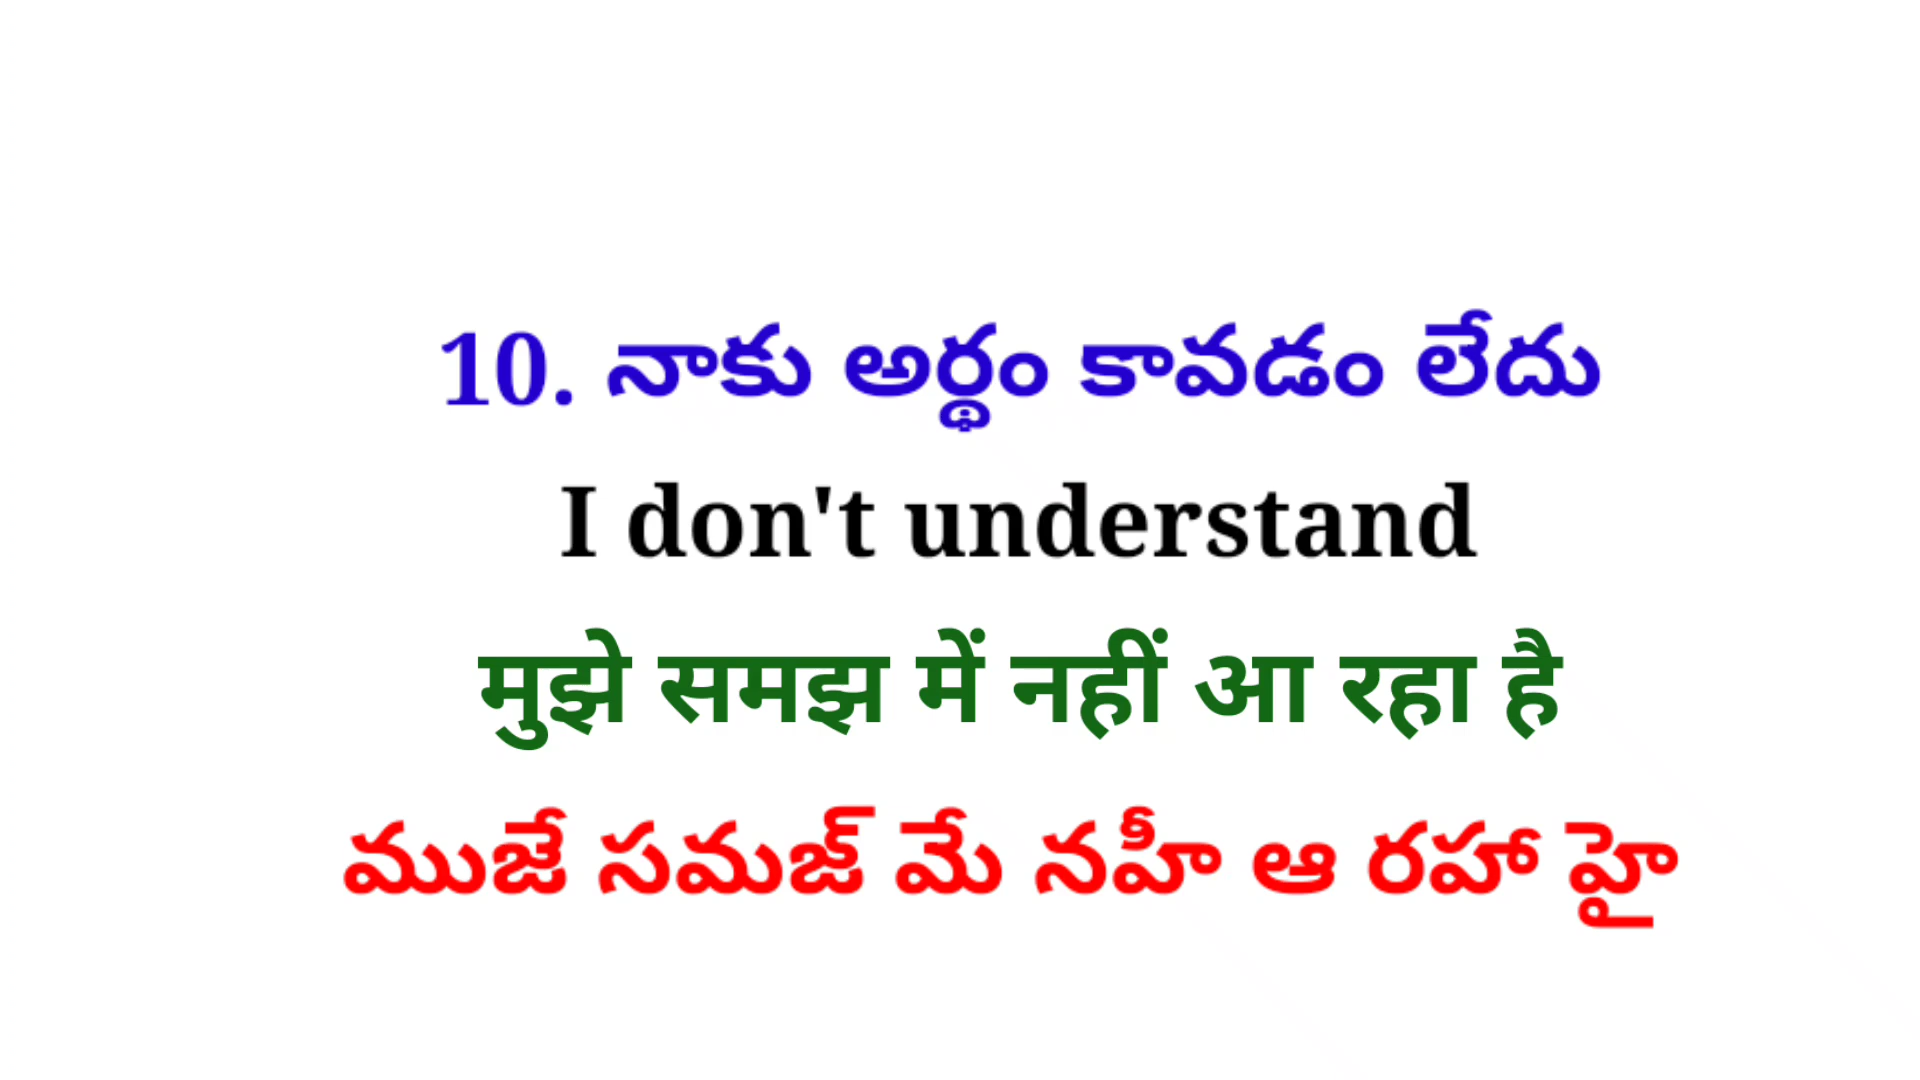 10. నాకు అర్థం కావడం లేదు
I don't understand
मुझे समझ में नहीं आ रहा है
ముజే సమజ్ మే నహీ ఆ రహా హై